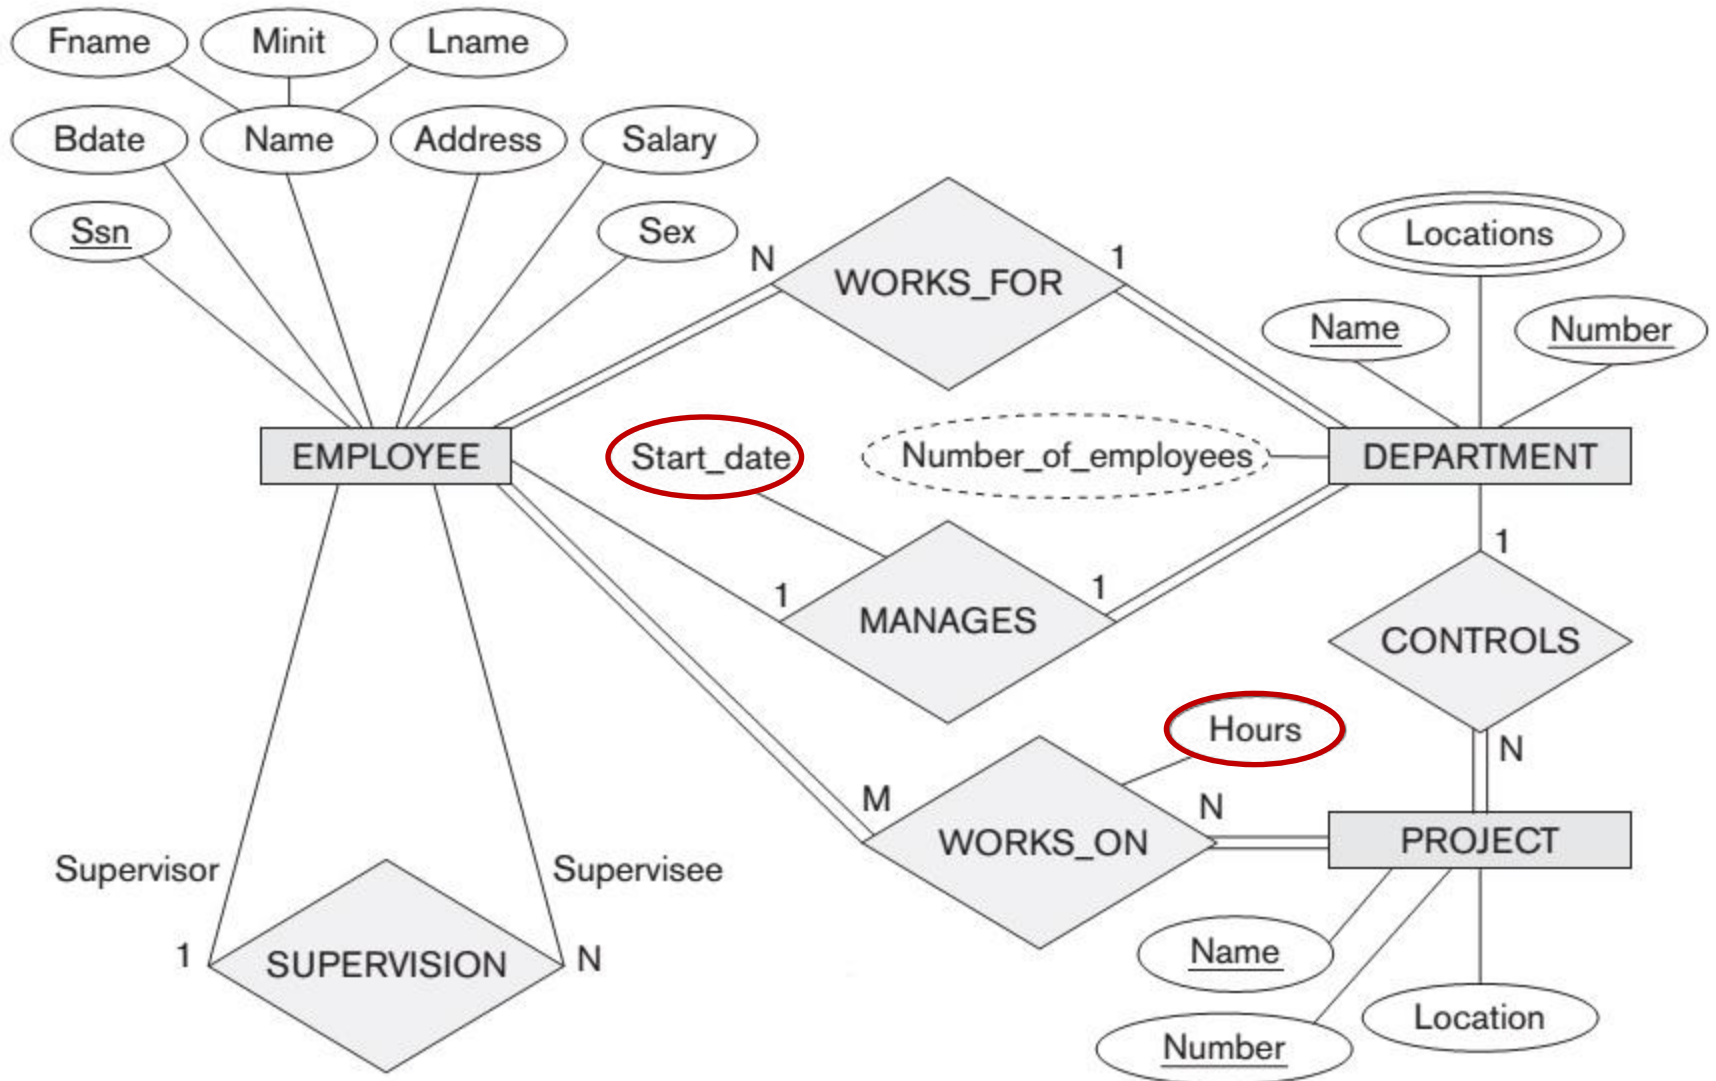 Fname
Minit
Lname
Bdate
Name
Address
Salary
Ssn
Sex
N
WORKS_FOR
1
Locations
Name
Number
EMPLOYEE
Start_date
Number_of_employees
DEPARTMENT
1
MANAGES
1
1
CONTROLS
N
Hours
M
WORKS_ON
N
PROJECT
Supervisor
Supervisee
1
SUPERVISION
N
Name
Number
Location